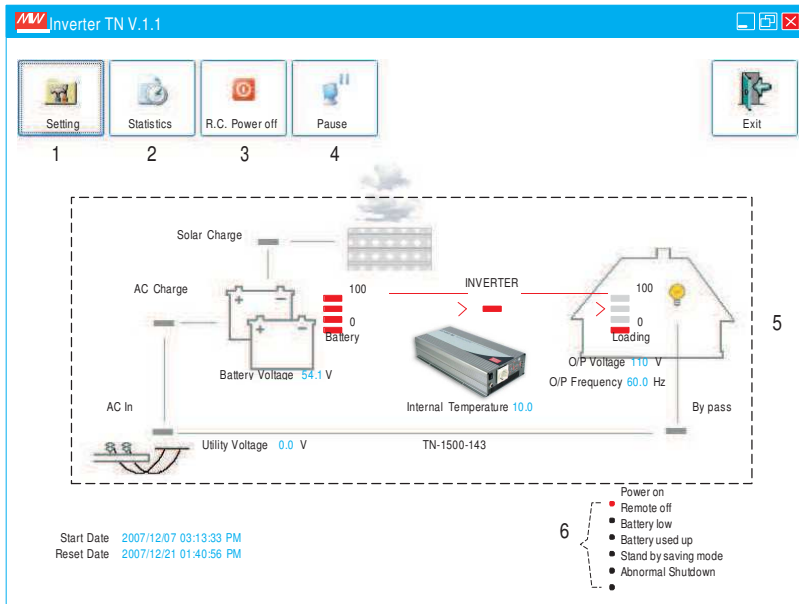 MW Inverter TN V.1.1
Setting
Statistics
R.C. Power off
Pause
Exit
1
2
3
4
Solar Charge
AC Charge
100
0
Battery
INVERTER
100
0
Loading
5
Battery Voltage 54.1 V
O/P Voltage 110 V
O/P Frequency 60.0 Hz
AC In
Internal Temperature 10.0
By pass
Utility Voltage 0.0 V
TN-1500-143
6
Power on
Remote off
Battery low
Battery used up
Stand by saving mode
Abnormal Shutdown
Start Date 2007/12/07 03:13:33 PM
Reset Date 2007/12/21 01:40:56 PM